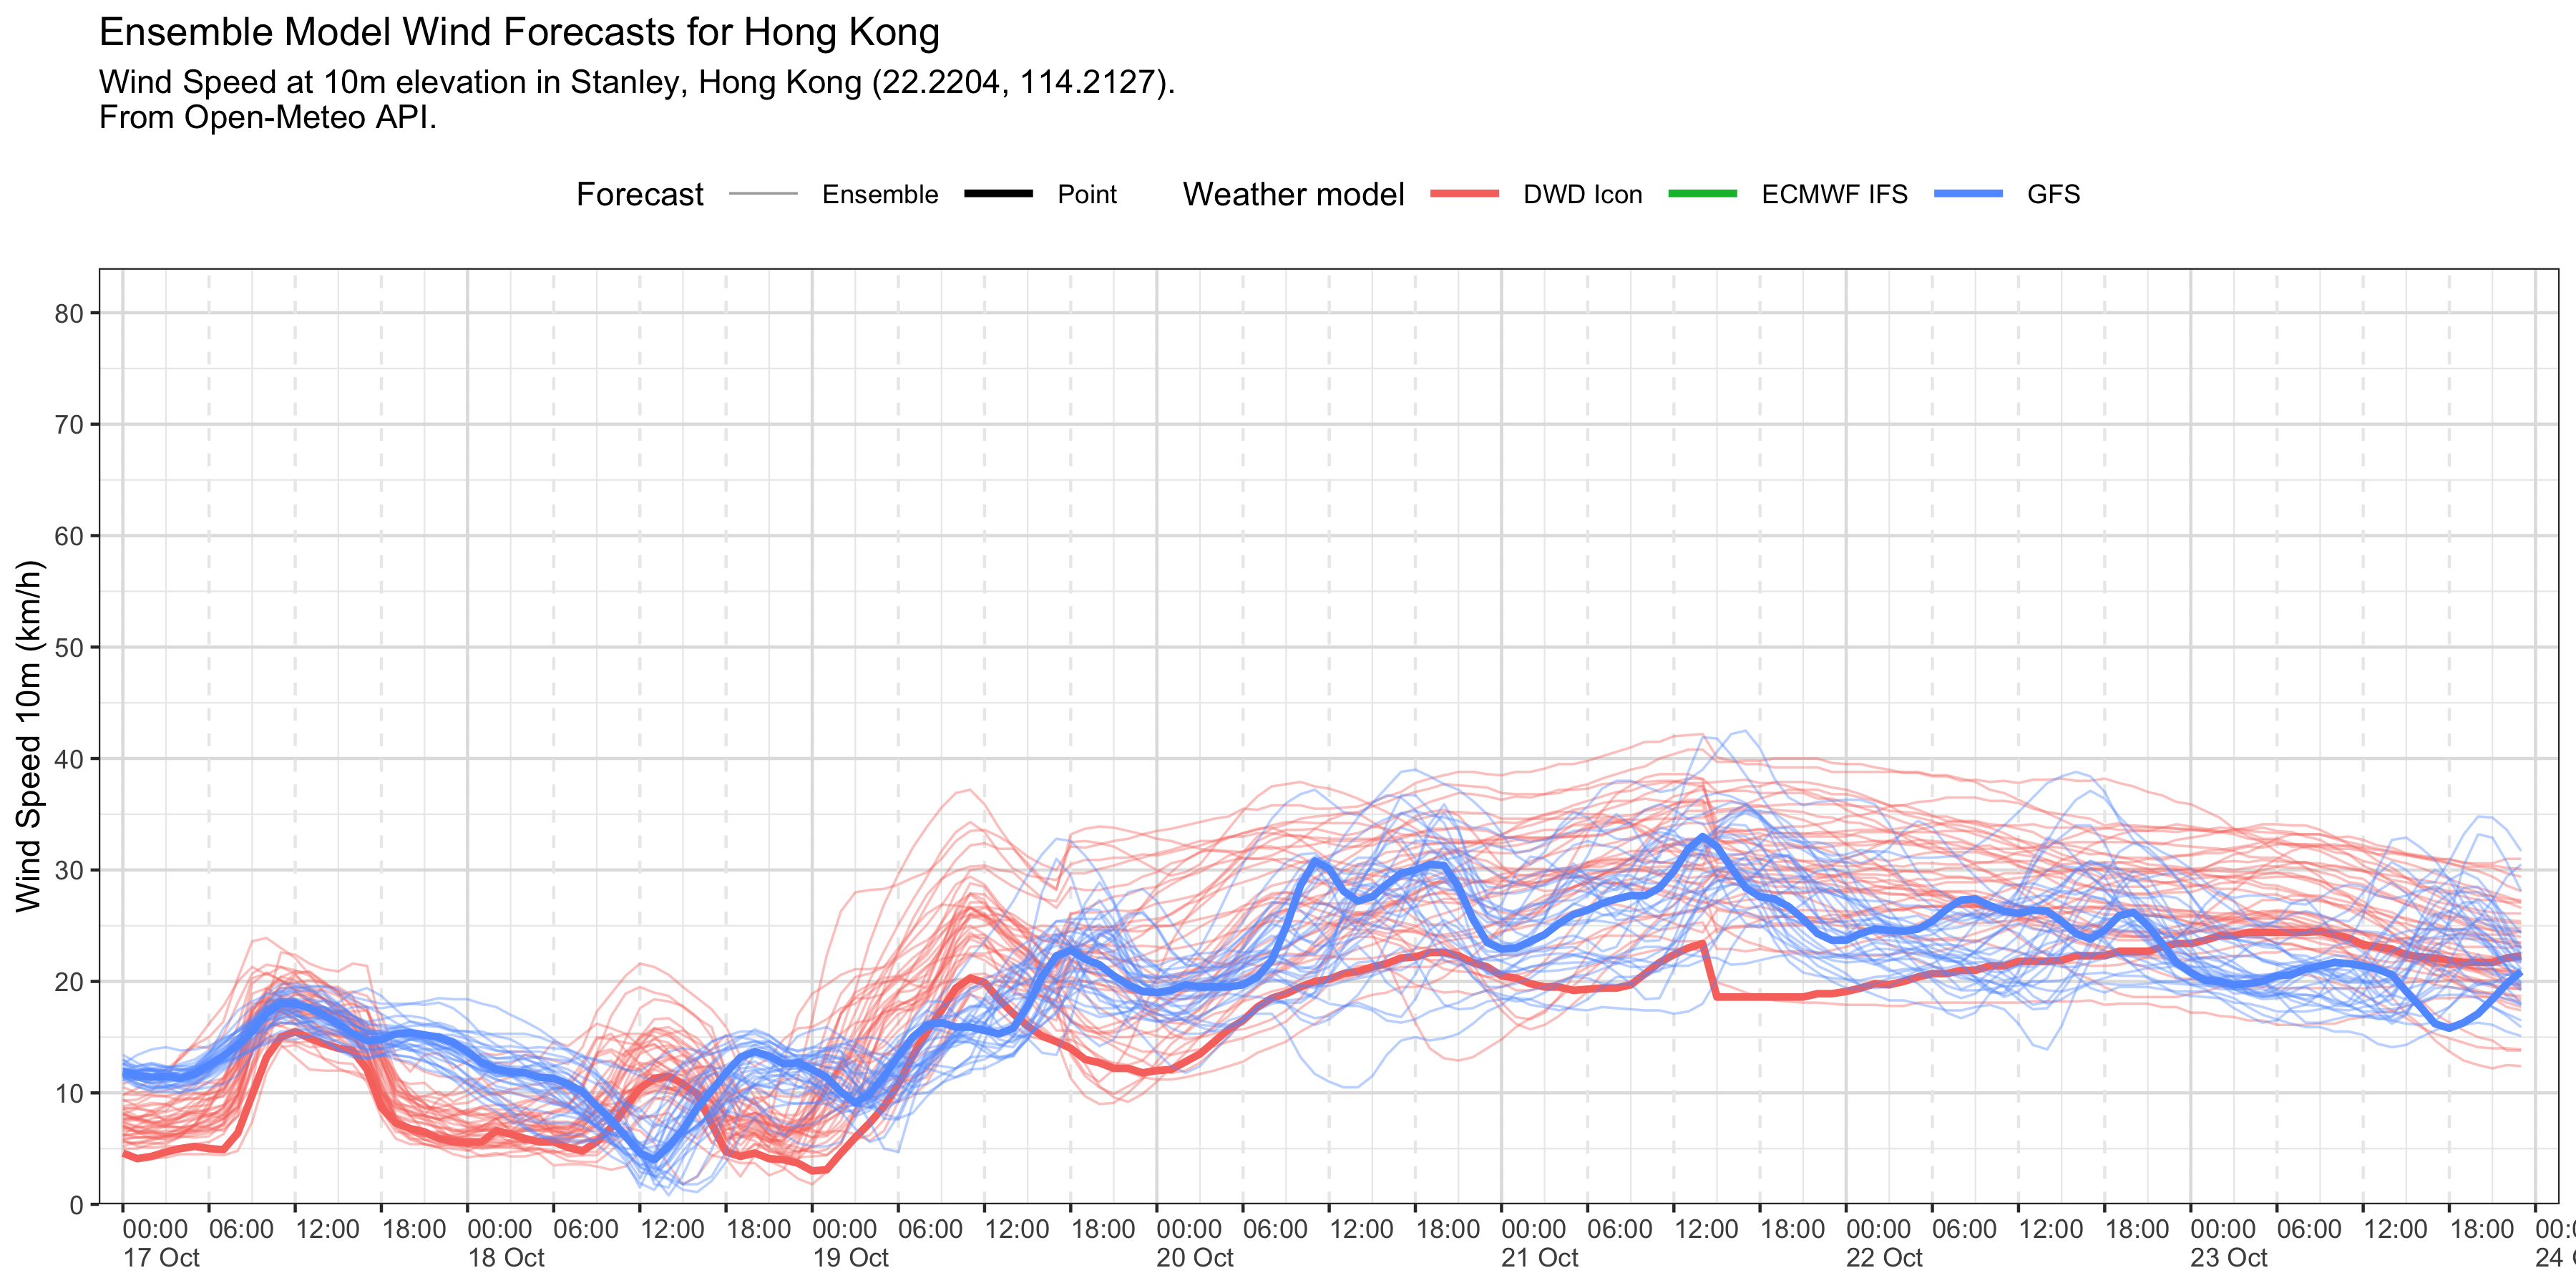 Ensemble Model Wind Forecasts for Hong Kong
Wind Speed at 10m elevation in Stanley, Hong Kong (22.2204, 114.2127).
From Open-Meteo API.
Forecast Ensemble Point Weather model DWD Icon ECMWF IFS GFS
Wind Speed 10m (km/h)
80
70
60
50
40
30
20
10
0
00:00 06:00 12:00 18:00 00:00 06:00 12:00 18:00 00:00 06:00 12:00 18:00 00:00 06:00 12:00 18:00 00:00 06:00 12:00 18:00 00:00 06:00 12:00 18:00 00:00 06:00 12:00 18:00
17 Oct 18 Oct 19 Oct 20 Oct 21 Oct 22 Oct 23 Oct 24